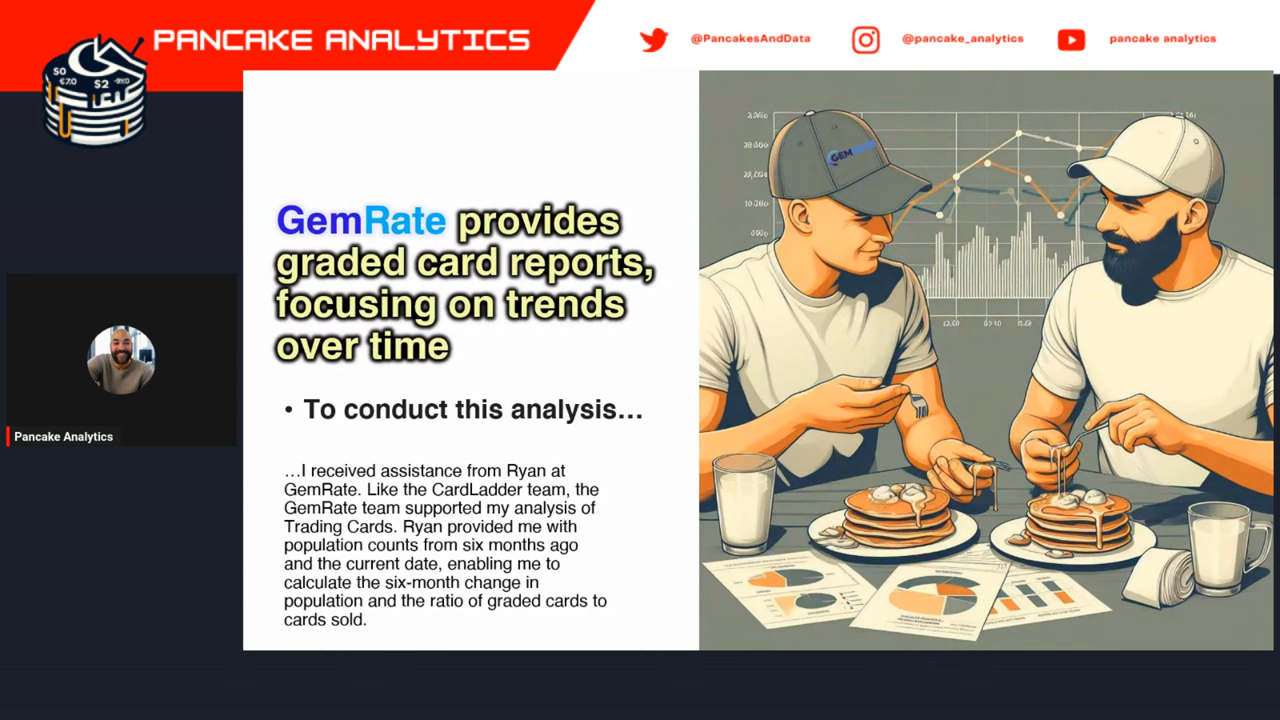 PANCAKE ANALYTICS
@PancakesAndData
@pancake_analytics
pancake analytics
$0
$2
GemRate provides
graded card reports,
focusing on trends
over time
• To conduct this analysis...
...I received assistance from Ryan at
GemRate. Like the CardLadder team, the
GemRate team supported my analysis of
Trading Cards. Ryan provided me with
population counts from six months ago
and the current date, enabling me to
calculate the six-month change in
population and the ratio of graded cards to
cards sold.
GEMRATE
Pancake Analytics